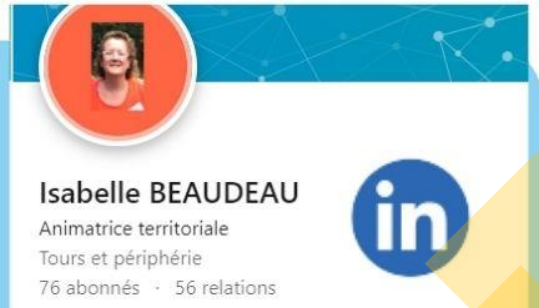 Isabelle BEAUDEAU
Animatrice territoriale
Tours et périphérie
76 abonnés · 56 relations
in